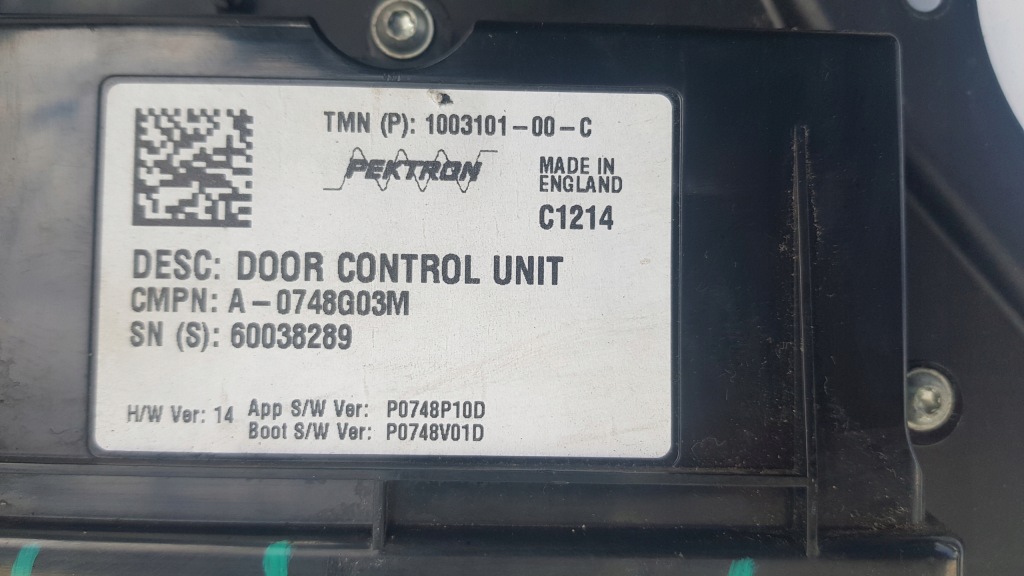 TMN (P): 1003101-00-C
PEKTRON
MADE IN
ENGLAND
C1214
DESC: DOOR CONTROL UNIT
CMPN: A-0748G03M
SN (S): 60038289
H/W Ver: 14 App S/W Ver: P0748P10D
Boot S/W Ver: P0748V01D